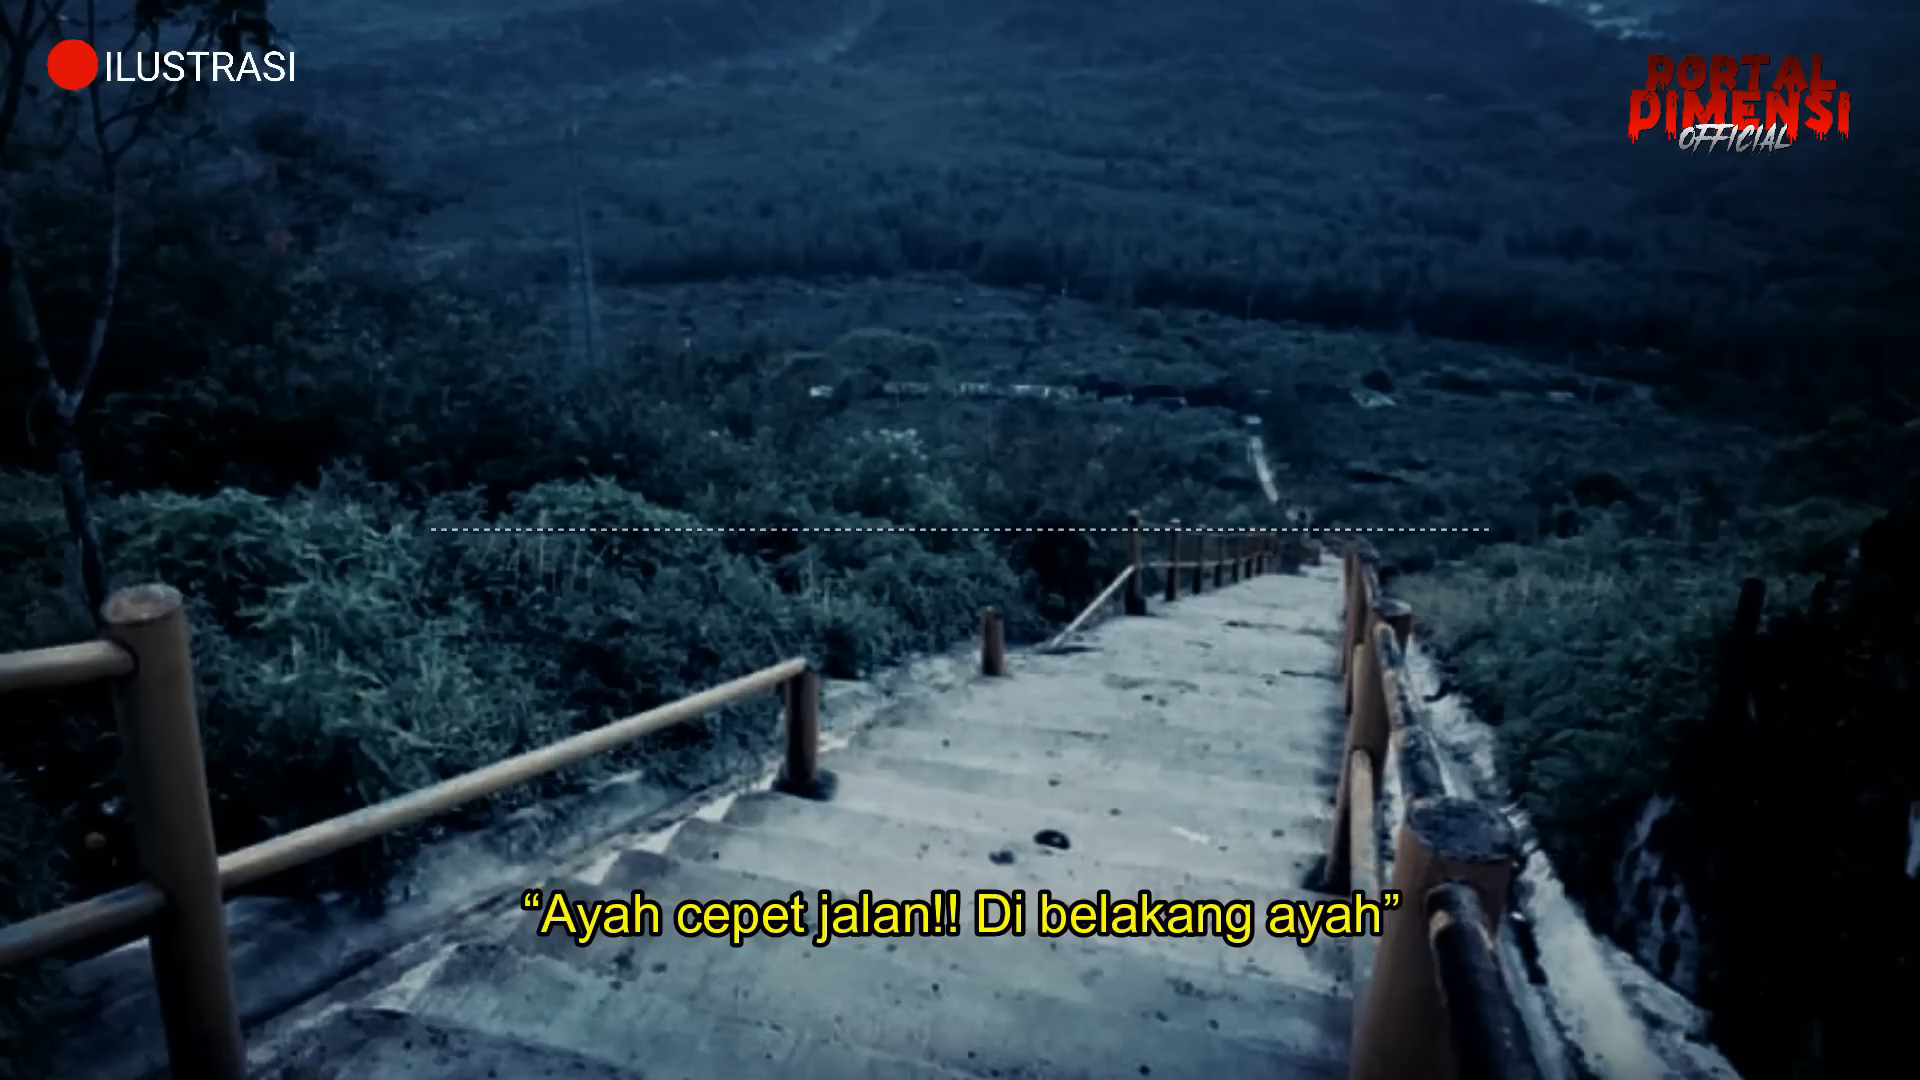 ILUSTRASI
PORTAL
DIMENSI
OFFICIAL
“Ayah cepet jalan!! Di belakang ayah”